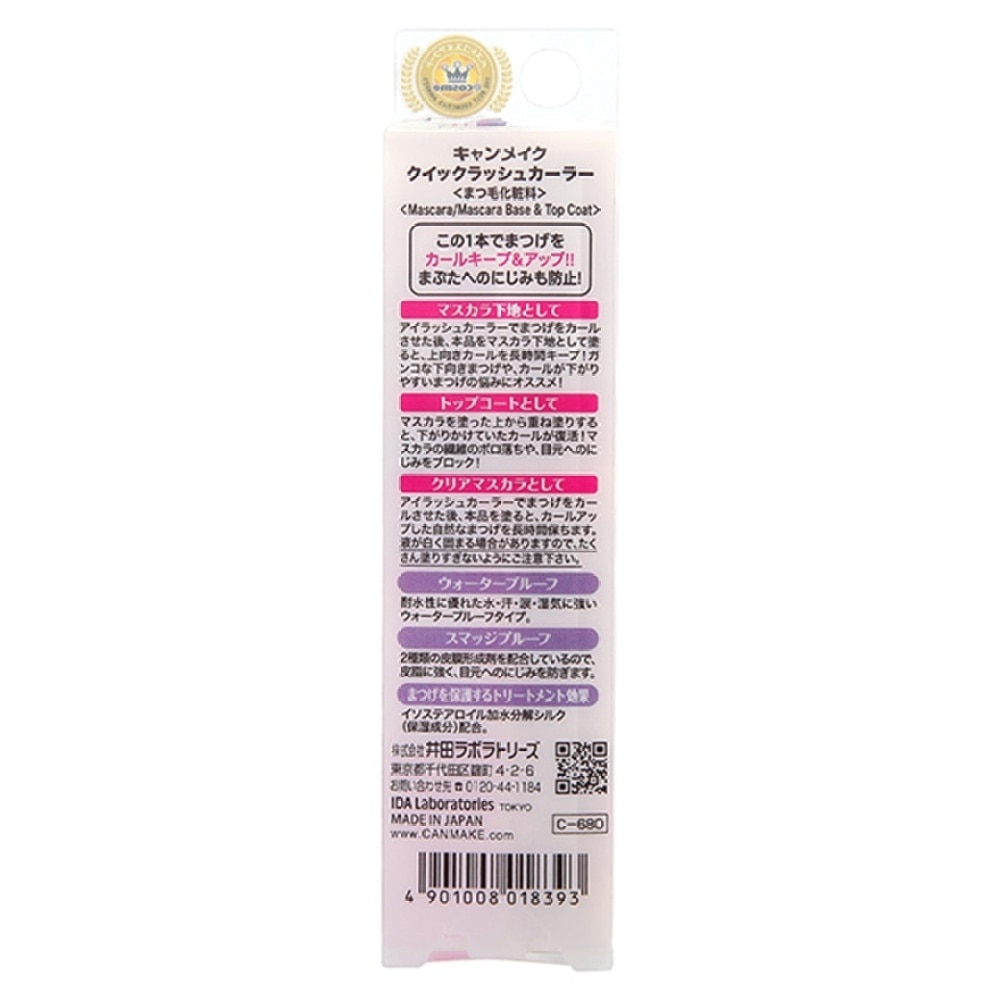 キャンメイク
クイックラッシュカーラー
<まつ毛化粧料>
<Mascara/Mascara Base & Top Coat>
この1本でまつげを
カールキープ&アップ!!
まぶたへのにじみも防止!
マスカラ下地として
アイラッシュカーラーでまつげをカール
させた後、本品をマスカラ下地として塗
ると、上向きカールを長時間キープ!ガ
ンコな下向きまつげや、カールが下がり
やすいまつげの悩みにオススメ!
トップコートとして
マスカラを塗った上から重ね塗りする
と、下がりかけていたカールが復活!マ
スカラの繊維のボロ落ちや、目元へのに
じみをブロック!
クリアマスカラとして
アイラッシュカーラーでまつげをカー
ルさせた後、本品を塗ると、カールアッ
プした自然なまつげを長時間保ちます。
液が白く固まる場合がありますので、たく
さん塗りすぎないようにご注意下さい。
ウォータープルーフ
耐水性に優れた水・汗・涙・湿気に強い
ウォータープルーフタイプ。
スマッジプルーフ
2種類の皮膜形成剤を配合しているので、
皮脂に強く、目元へのにじみを防ぎます。
まつげを保護するトリートメント効果
イソステアロイル加水分解シルク
(保湿成分)配合。
株式会社 井田ラボラトリーズ
東京都千代田区麹町 4-2-6
お問い合わせ先 ☎ 0120-44-1184
IDA Laboratories TOKYO
MADE IN JAPAN
www.CANMAKE.com
C-680
4 901008 018393